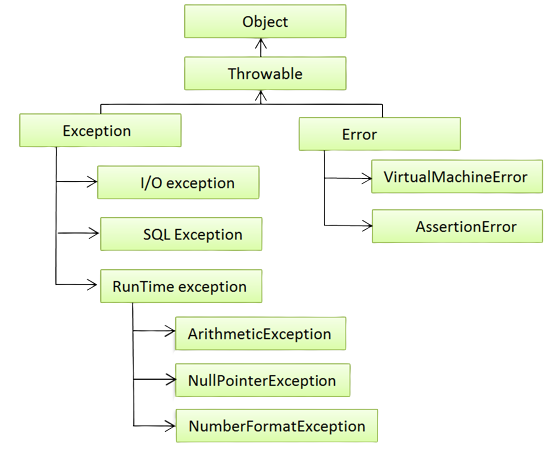 Object
Throwable
Exception
Error
I/O exception
VirtualMachineError
SQL Exception
AssertionError
RunTime exception
ArithmeticException
NullPointerException
NumberFormatException